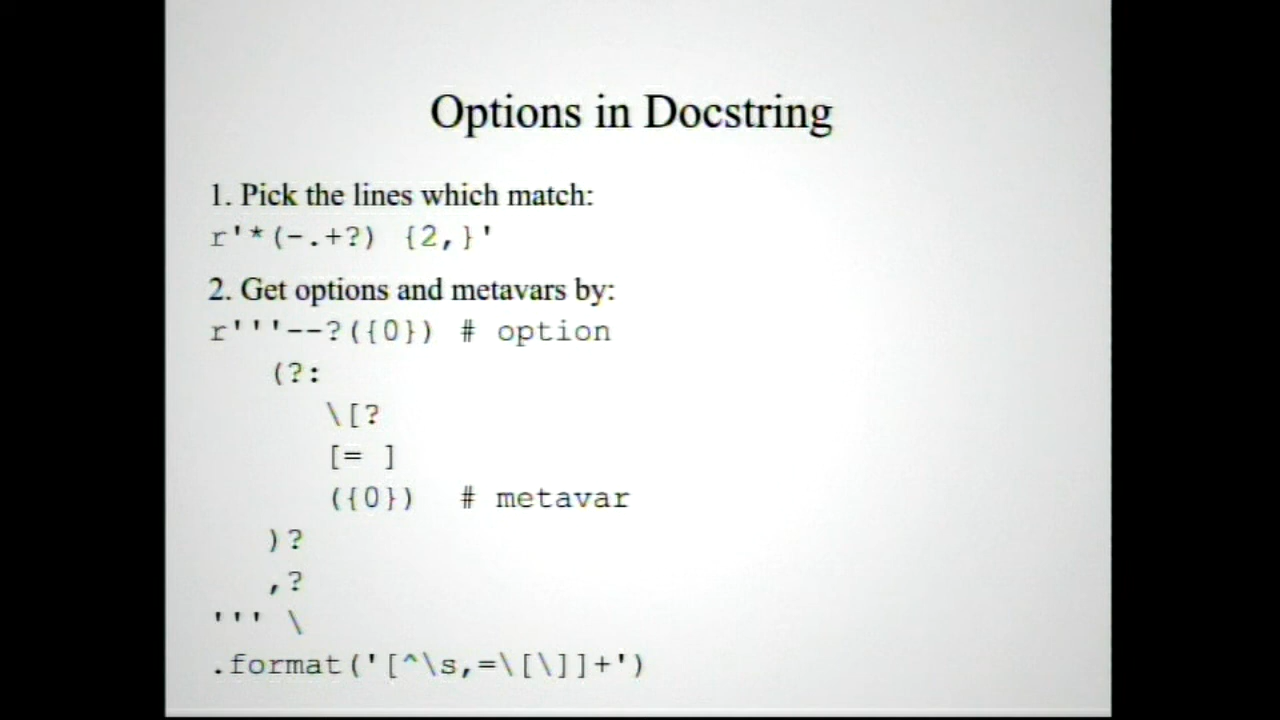 Options in Docstring
1. Pick the lines which match:
r'*(-.+?) {2,}'
2. Get options and metavars by:
r'''--?({0}) # option
(?:
\[?
[= ]
({0}) # metavar
)?
,?
''' \
.format('[^\s,=\[\]]+')